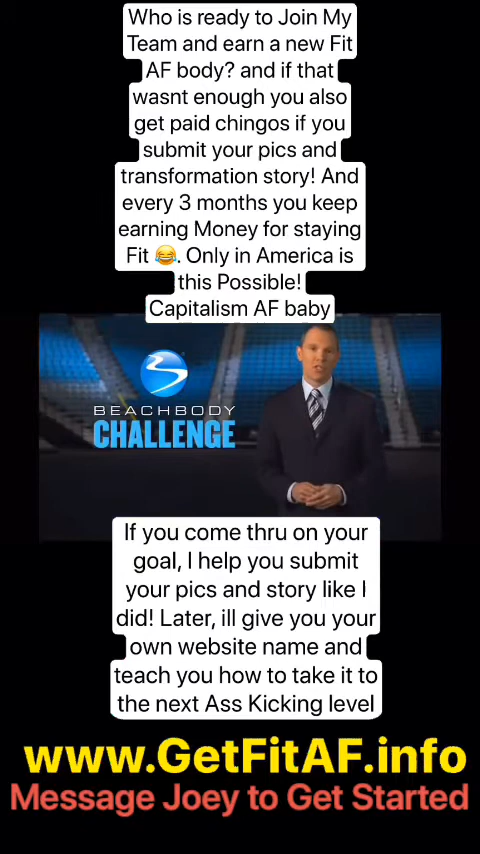 Who is ready to Join My
Team and earn a new Fit
AF body? and if that
wasnt enough you also
get paid chingos if you
submit your pics and
transformation story! And
every 3 months you keep
earning Money for staying
Fit 😂. Only in America is
this Possible!
Capitalism AF baby
BEACHBODY
CHALLENGE
If you come thru on your
goal, I help you submit
your pics and story like I
did! Later, ill give you your
own website name and
teach you how to take it to
the next Ass Kicking level
www.GetFitAF.info
Message Joey to Get Started